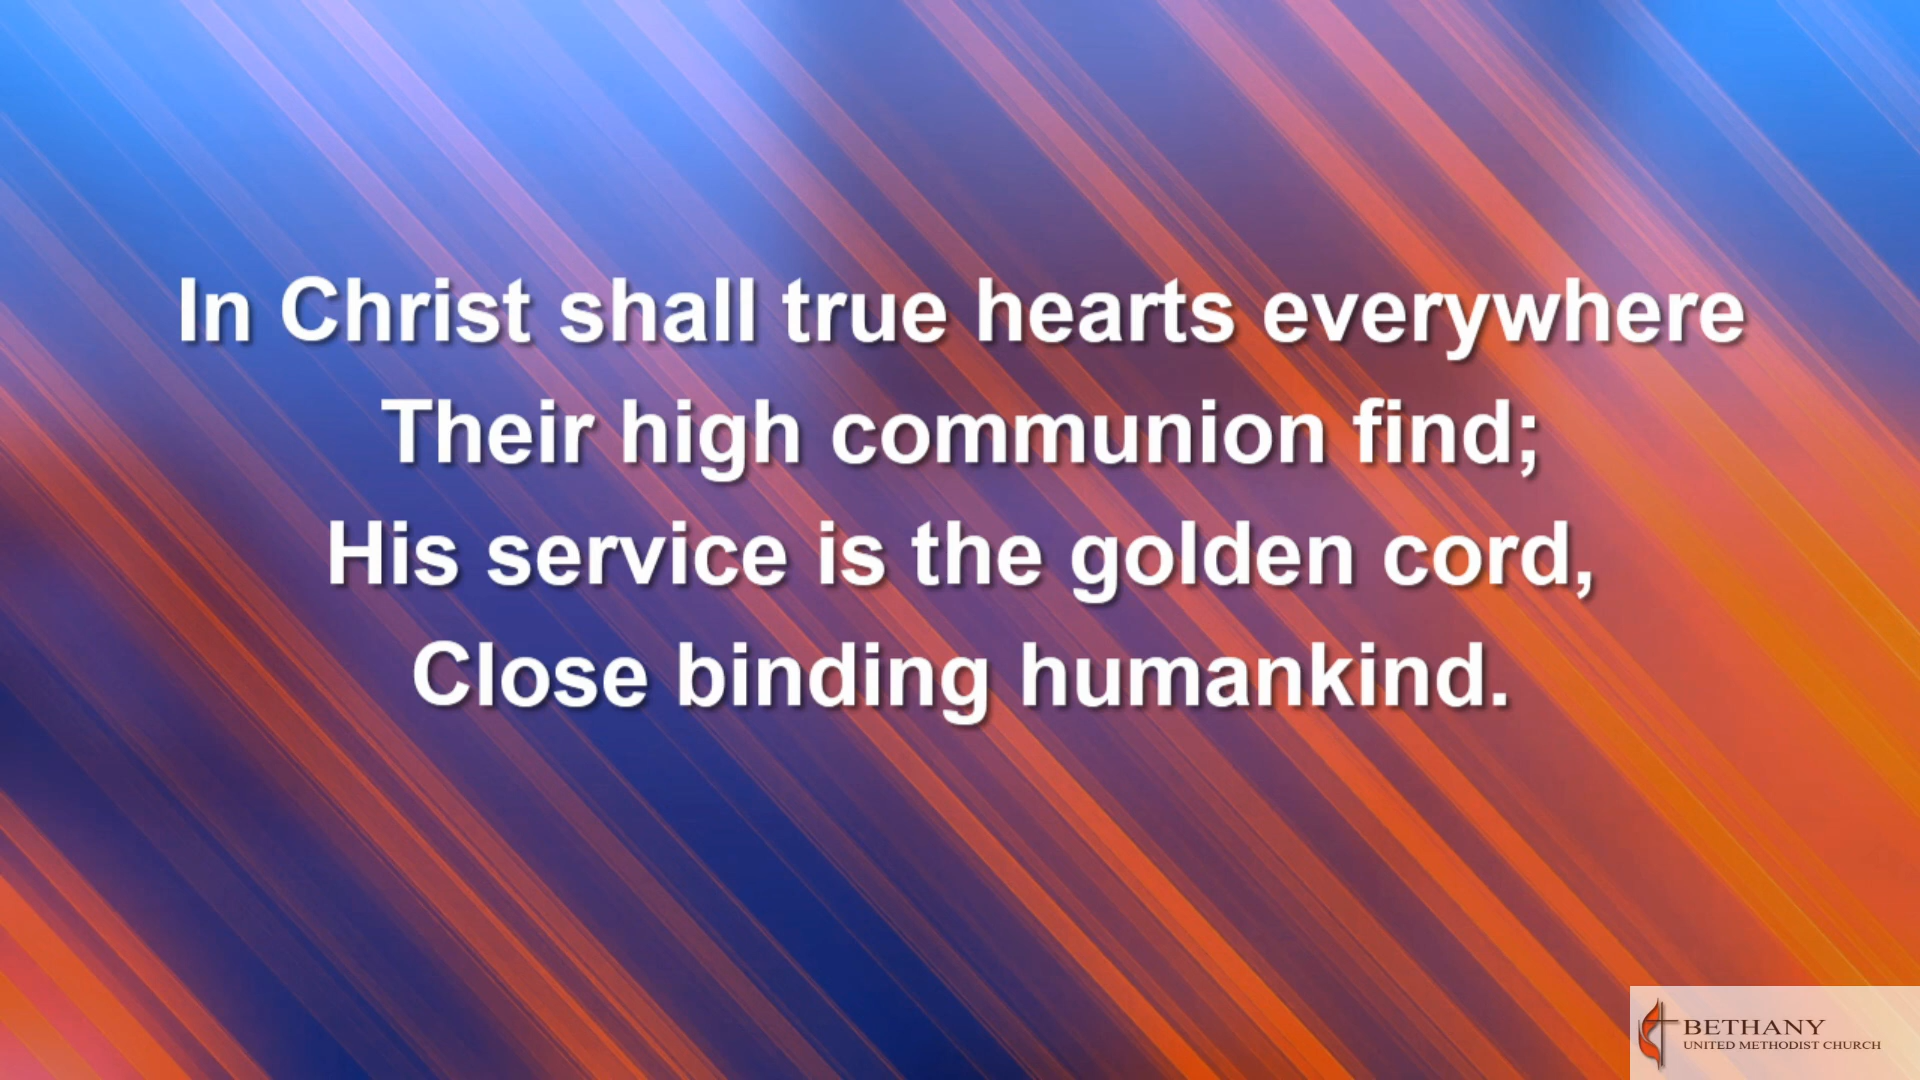 In Christ shall true hearts everywhere
Their high communion find;
His service is the golden cord,
Close binding humankind.
BETHANY
UNITED METHODIST CHURCH